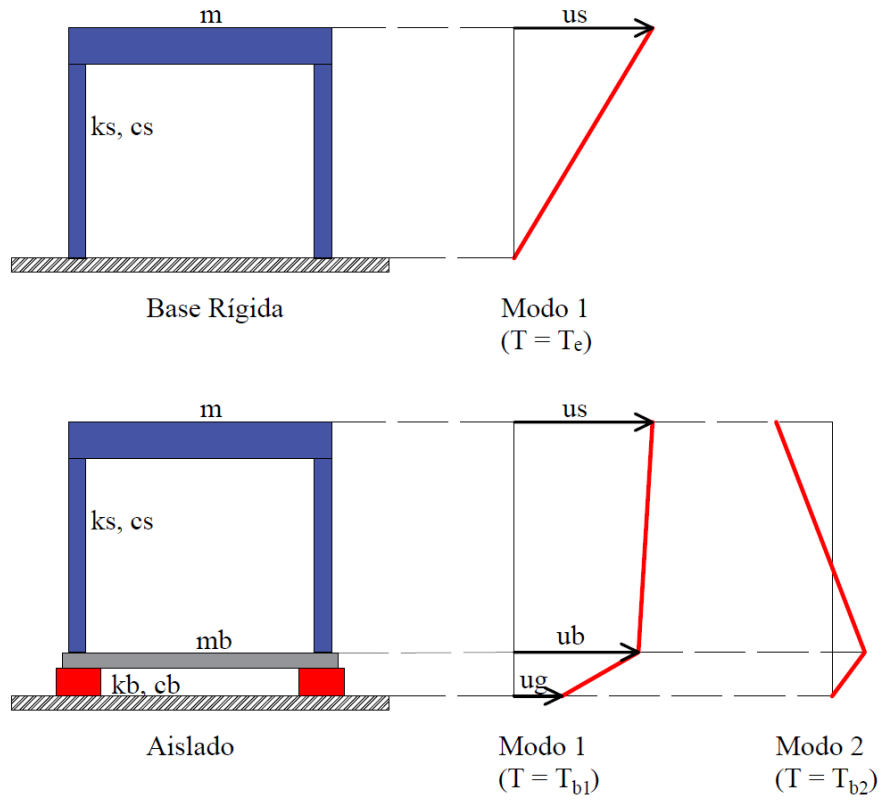 m
us
ks, cs
Base Rígida
Modo 1
(T = Te)
m
us
ks, cs
mb
ub
kb, cb
ug
Aislado
Modo 1
(T = Tb1)
Modo 2
(T = Tb2)